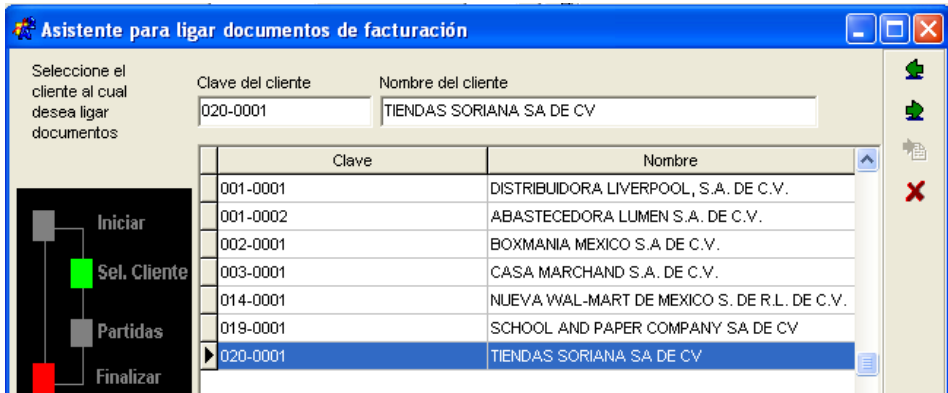 Asistente para ligar documentos de facturación
Seleccione el
cliente al cual
desea ligar
documentos
Clave del cliente
Nombre del cliente
020-0001
TIENDAS SORIANA SA DE CV
Clave Nombre
001-0001 DISTRIBUIDORA LIVERPOOL, S.A. DE C.V.
001-0002 ABASTECEDORA LUMEN S.A. DE C.V.
002-0001 BOXMANIA MEXICO S.A DE C.V.
003-0001 CASA MARCHAND S.A. DE C.V.
014-0001 NUEVA WAL-MART DE MEXICO S. DE R.L. DE C.V.
019-0001 SCHOOL AND PAPER COMPANY SA DE CV
020-0001 TIENDAS SORIANA SA DE CV
Iniciar
Sel. Cliente
Partidas
Finalizar